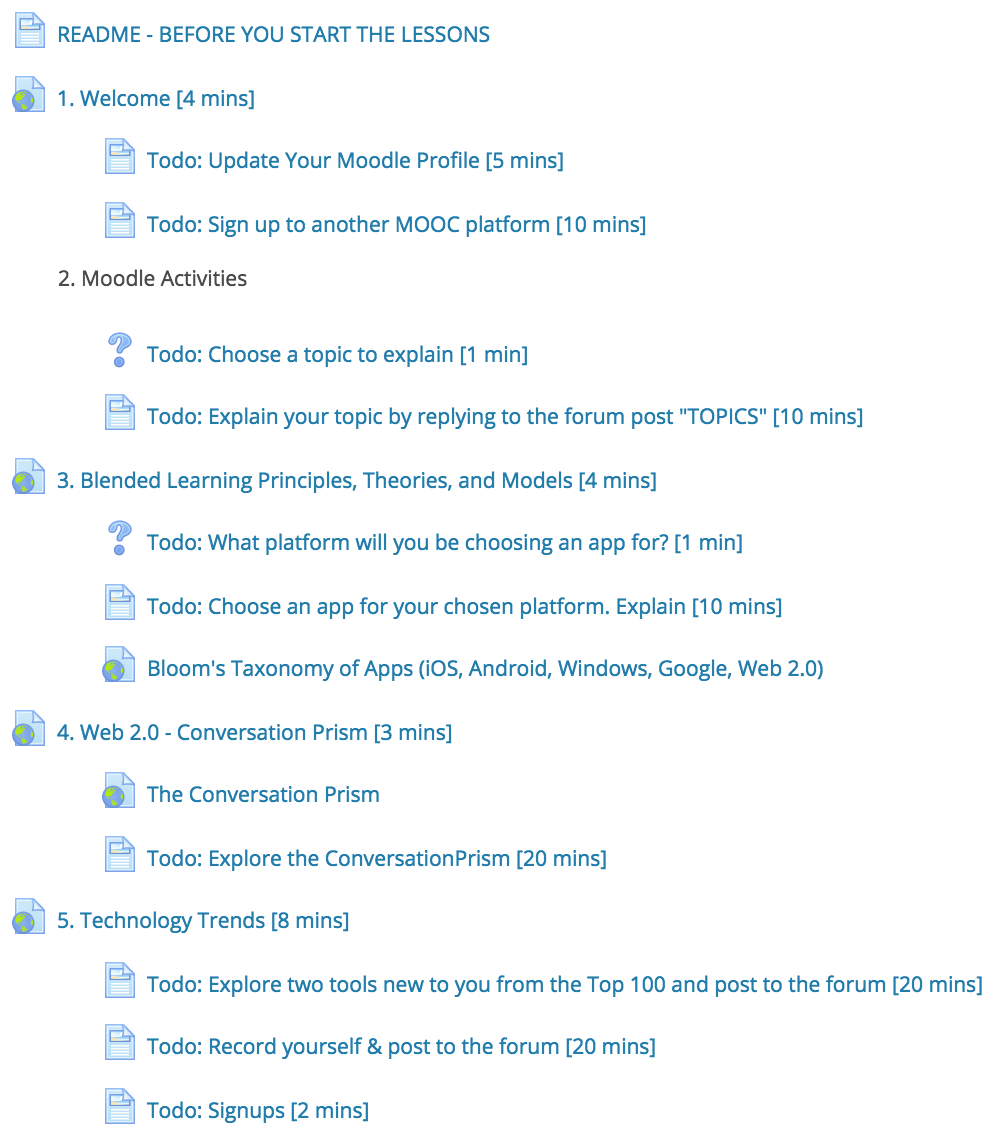 README - BEFORE YOU START THE LESSONS
1. Welcome [4 mins]
Todo: Update Your Moodle Profile [5 mins]
Todo: Sign up to another MOOC platform [10 mins]
2. Moodle Activities
Todo: Choose a topic to explain [1 min]
Todo: Explain your topic by replying to the forum post "TOPICS" [10 mins]
3. Blended Learning Principles, Theories, and Models [4 mins]
Todo: What platform will you be choosing an app for? [1 min]
Todo: Choose an app for your chosen platform. Explain [10 mins]
Bloom's Taxonomy of Apps (iOS, Android, Windows, Google, Web 2.0)
4. Web 2.0 - Conversation Prism [3 mins]
The Conversation Prism
Todo: Explore the ConversationPrism [20 mins]
5. Technology Trends [8 mins]
Todo: Explore two tools new to you from the Top 100 and post to the forum [20 mins]
Todo: Record yourself & post to the forum [20 mins]
Todo: Signups [2 mins]